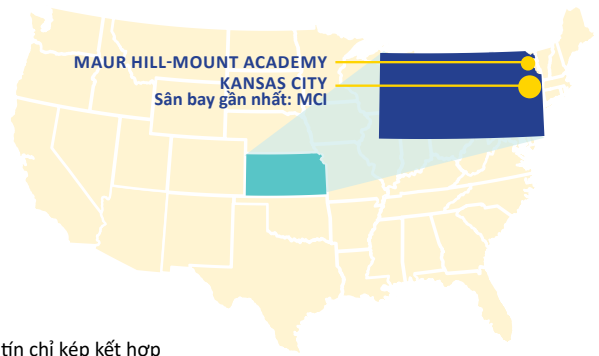 MAUR HILL-MOUNT ACADEMY
KANSAS CITY
Sân bay gần nhất: MCI
tín chỉ kép kết hợp